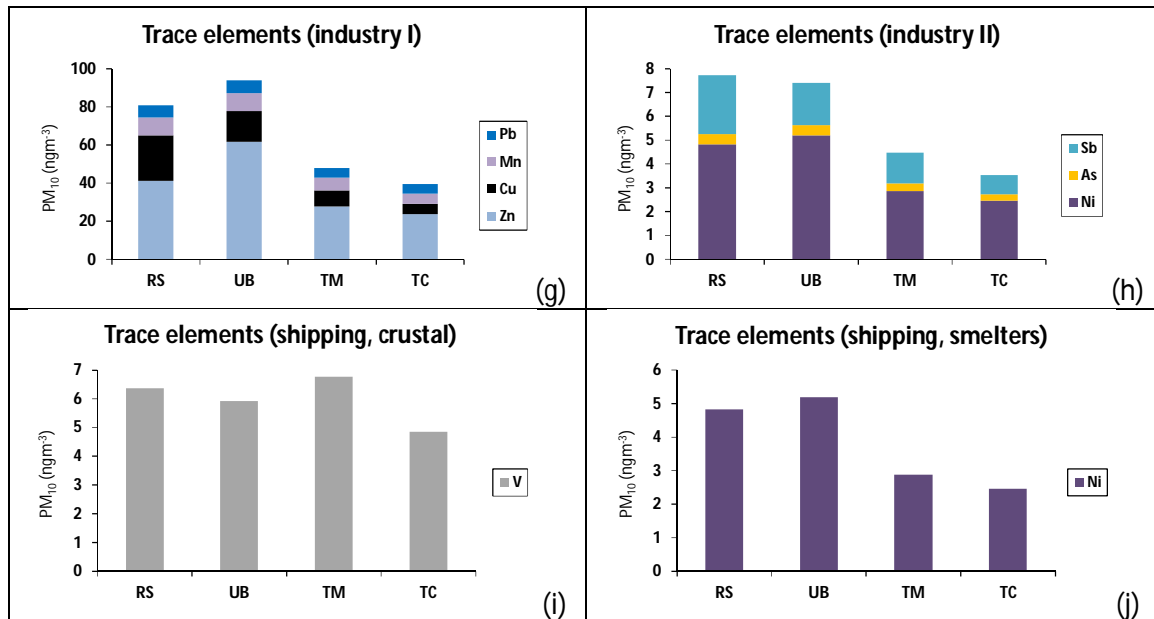 Trace elements (industry I)
PM10 (ngm-3)
100
80
60
40
20
0
RS UB TM TC
Pb
Mn
Cu
Zn
(g)
Trace elements (industry II)
PM10 (ngm-3)
8
7
6
5
4
3
2
1
0
RS UB TM TC
Sb
As
Ni
(h)
Trace elements (shipping, crustal)
PM10 (ngm-3)
7
6
5
4
3
2
1
0
RS UB TM TC
V
(i)
Trace elements (shipping, smelters)
PM10 (ngm-3)
6
5
4
3
2
1
0
RS UB TM TC
Ni
(j)